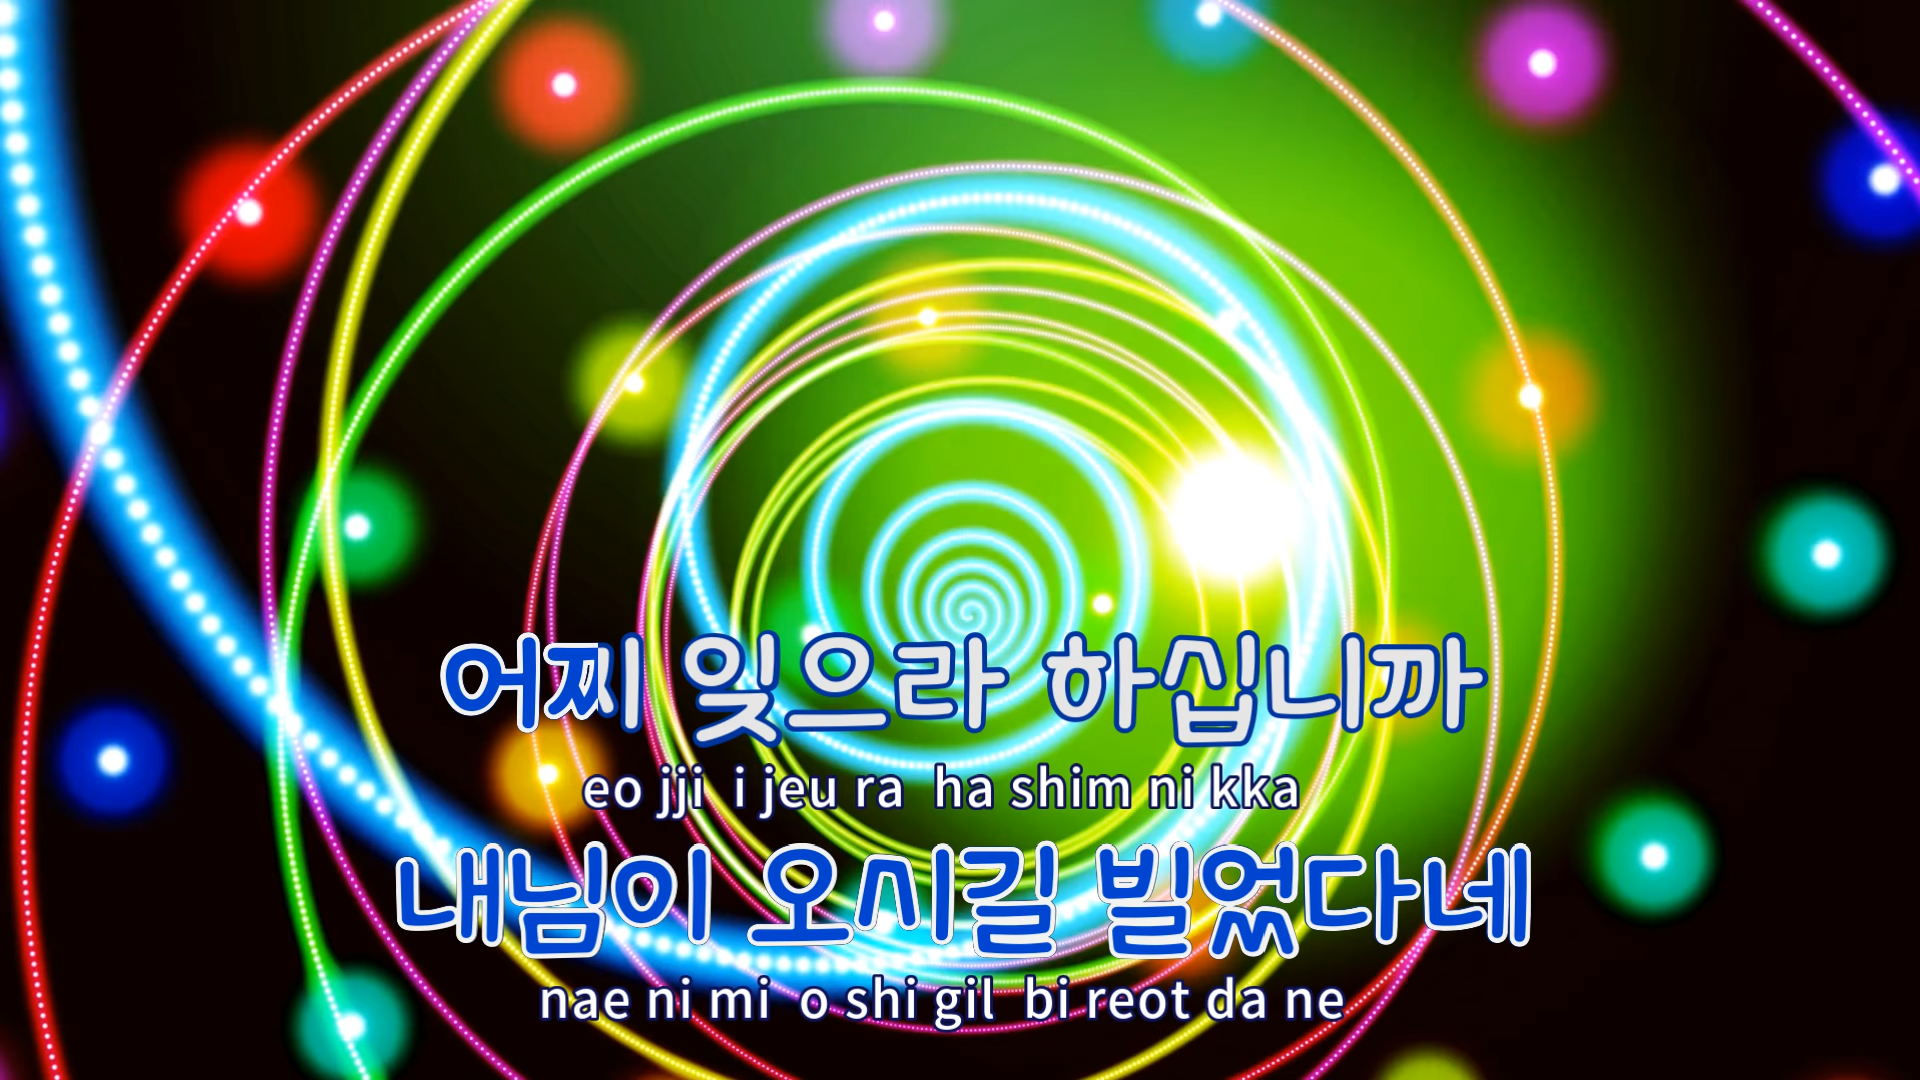 어찌 잊으라 하십니까
eo jji i jeu ra ha shim ni kka
내님이 오시길 빌었다네
nae ni mi o shi gil bi reot da ne